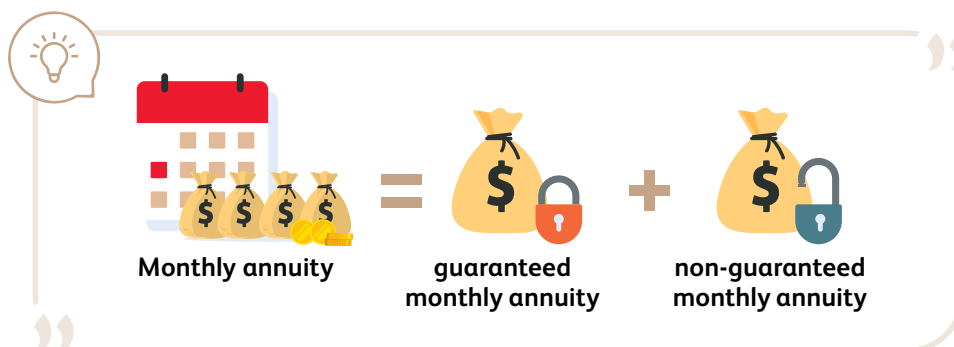 $ $ $ $ = $ + $
Monthly annuity
guaranteed
monthly annuity
non-guaranteed
monthly annuity